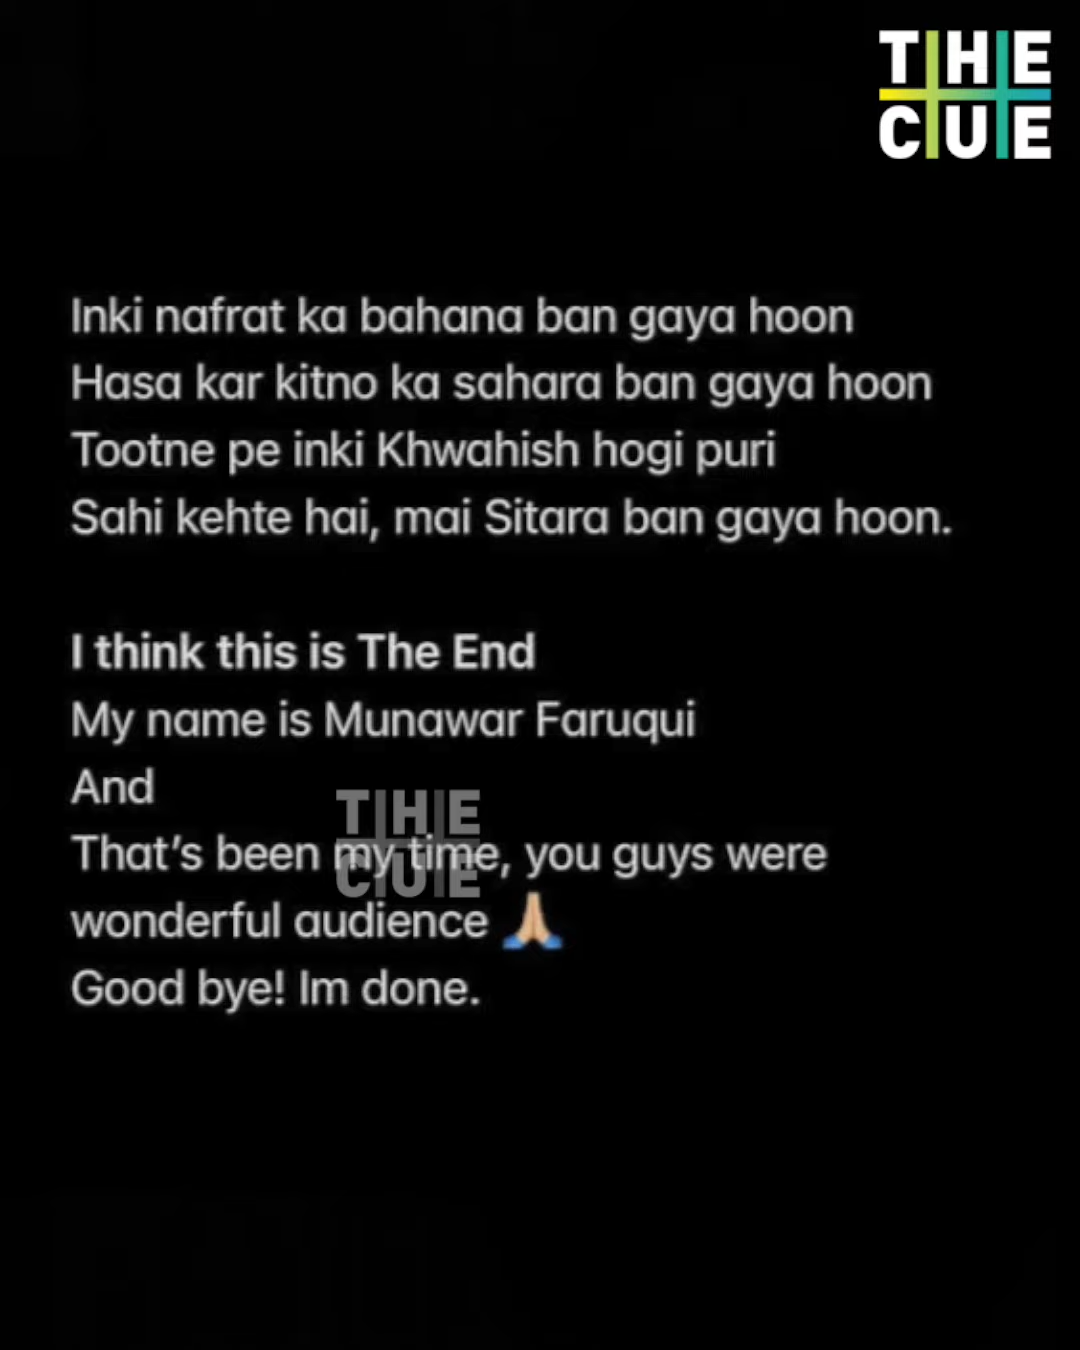 THE
CUE
Inki nafrat ka bahana ban gaya hoon
Hasa kar kitno ka sahara ban gaya hoon
Tootne pe inki Khwahish hogi puri
Sahi kehte hai, mai Sitara ban gaya hoon.
I think this is The End
My name is Munawar Faruqui
And
THE
CUE
That's been my time, you guys were
wonderful audience 🙏🏼
Good bye! Im done.